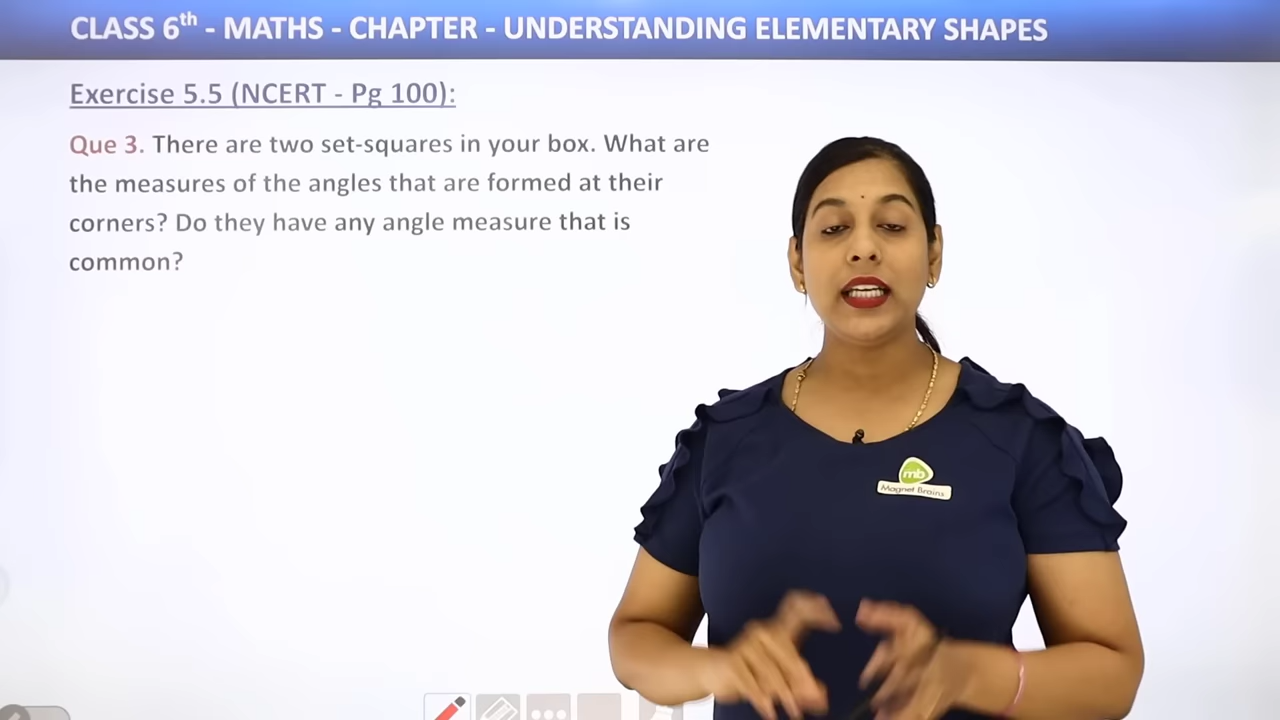 CLASS 6th - MATHS - CHAPTER - UNDERSTANDING ELEMENTARY SHAPES
Exercise 5.5 (NCERT - Pg 100):
Que 3. There are two set-squares in your box. What are
the measures of the angles that are formed at their
corners? Do they have any angle measure that is
common?
mb
Magnet Brains